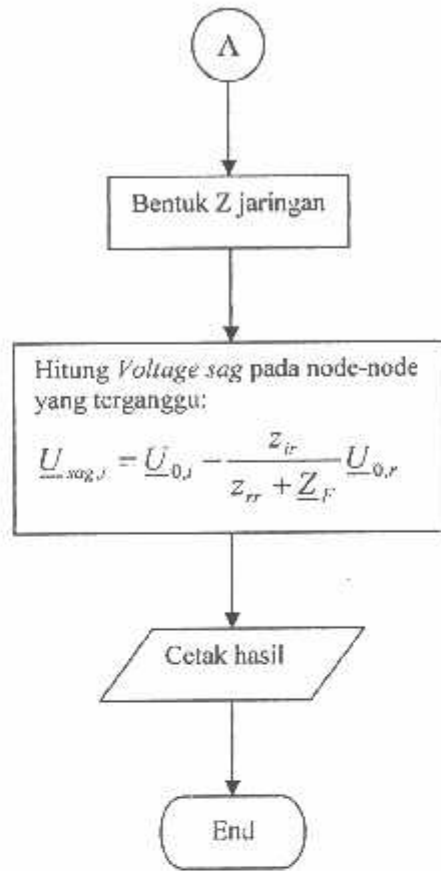 A
Bentuk Z jaringan
Hitung Voltage sag pada node-node
yang terganggu:
U_sag,i = U_0,i − z_ir / (z_rr + Z_F) U_0,r
Cetak hasil
End